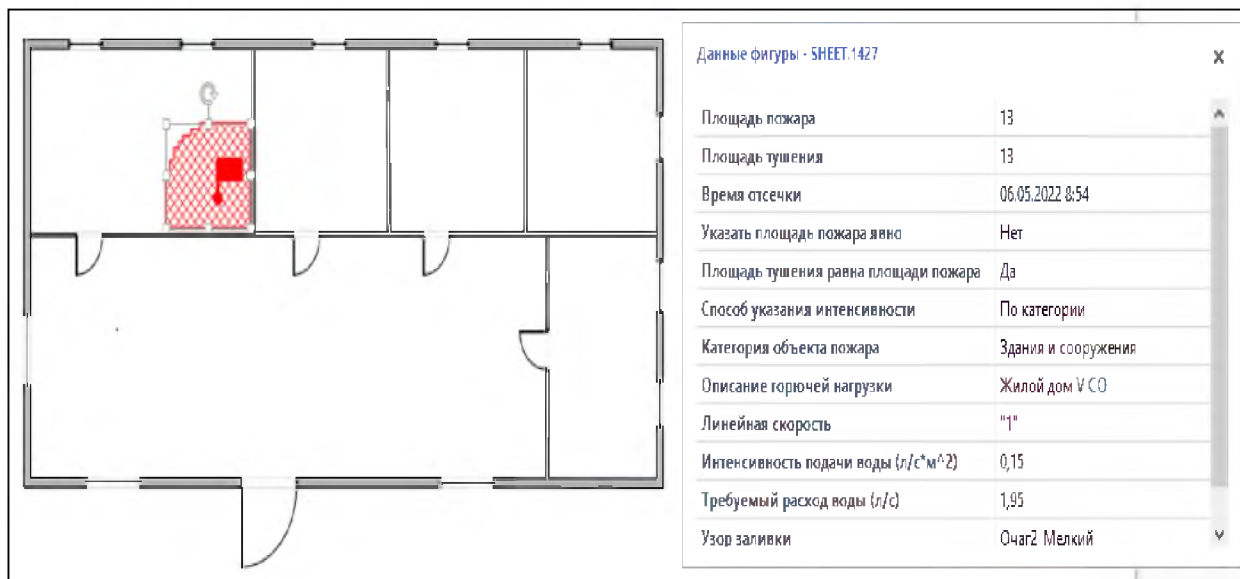 Данные фигуры - SHEET.1427 x
Площадь пожара 13
Площадь тушения 13
Время отсечки 06.05.2022 8:54
Указать площадь пожара явно Нет
Площадь тушения равна площади пожара Да
Способ указания интенсивности По категории
Категория объекта пожара Здания и сооружения
Описание горючей нагрузки Жилой дом V СО
Линейная скорость "1"
Интенсивность подачи воды (л/с*м^2) 0,15
Требуемый расход воды (л/с) 1,95
Узор заливки Очаг2 Мелкий